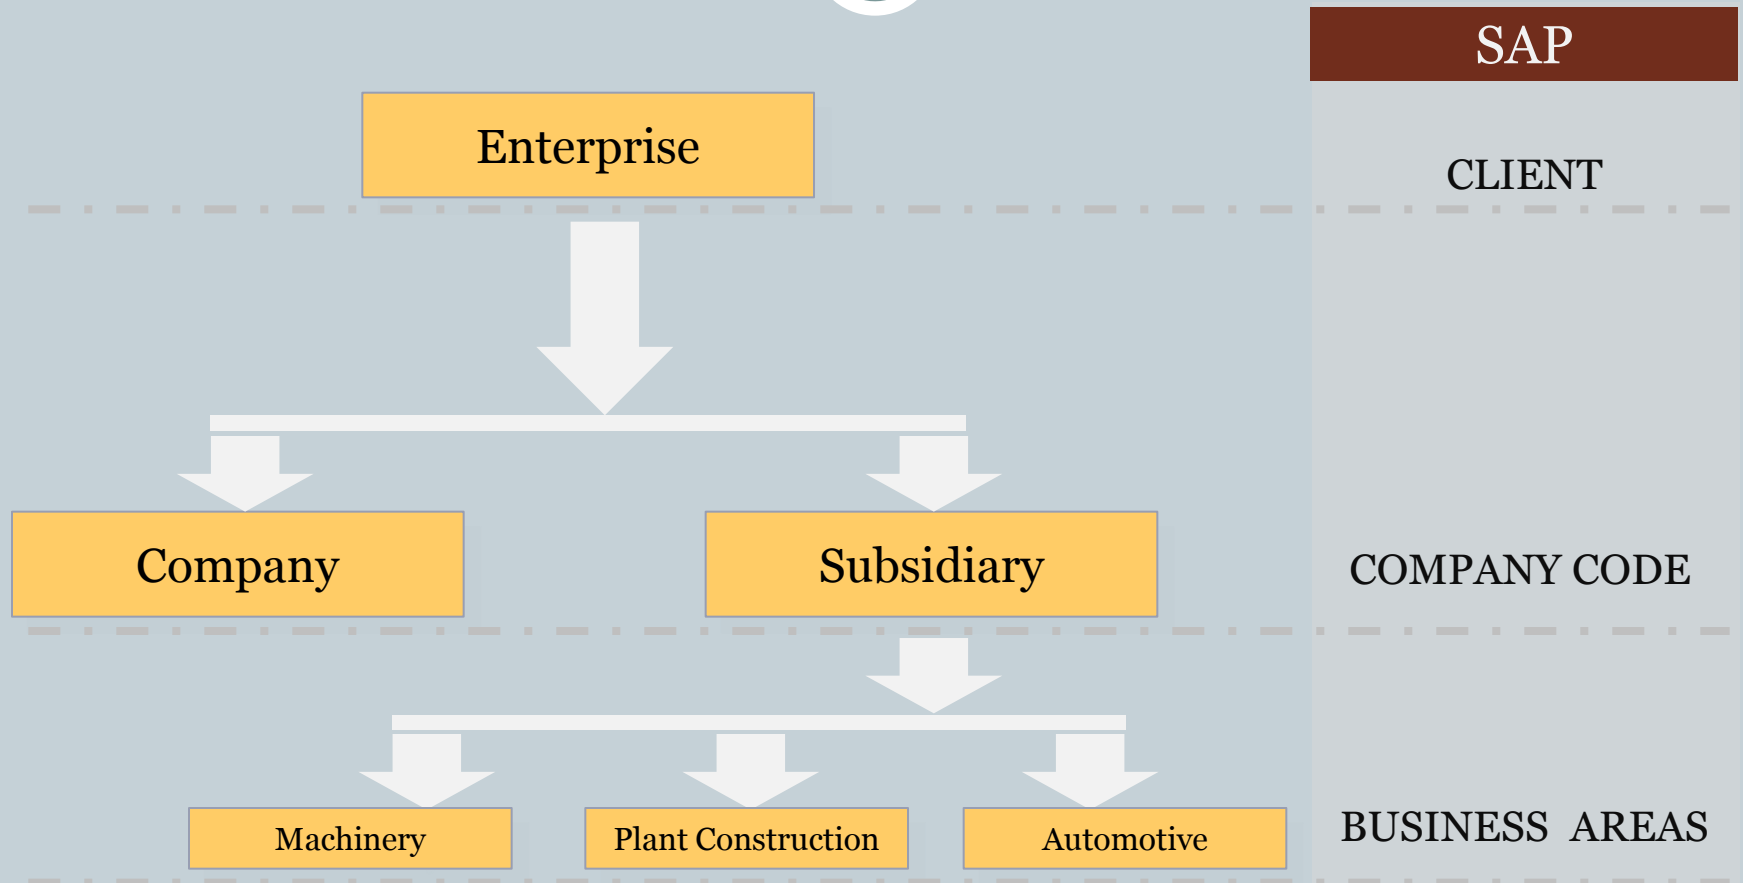 SAP
Enterprise
CLIENT
Company
Subsidiary
COMPANY CODE
Machinery
Plant Construction
Automotive
BUSINESS AREAS